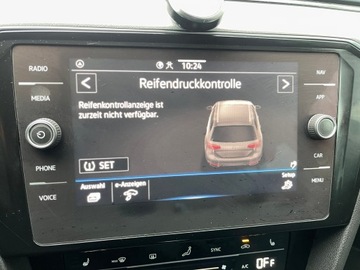 10:24
RADIO
NAV
Reifendruckkontrolle
MEDIA
APP
Reifenkontrollanzeige ist
zurzeit nicht verfügbar.
PHONE
CAR
SET
VOICE
MENU
Auswahl
e-Anzeigen
Setup
SYNC
OFF